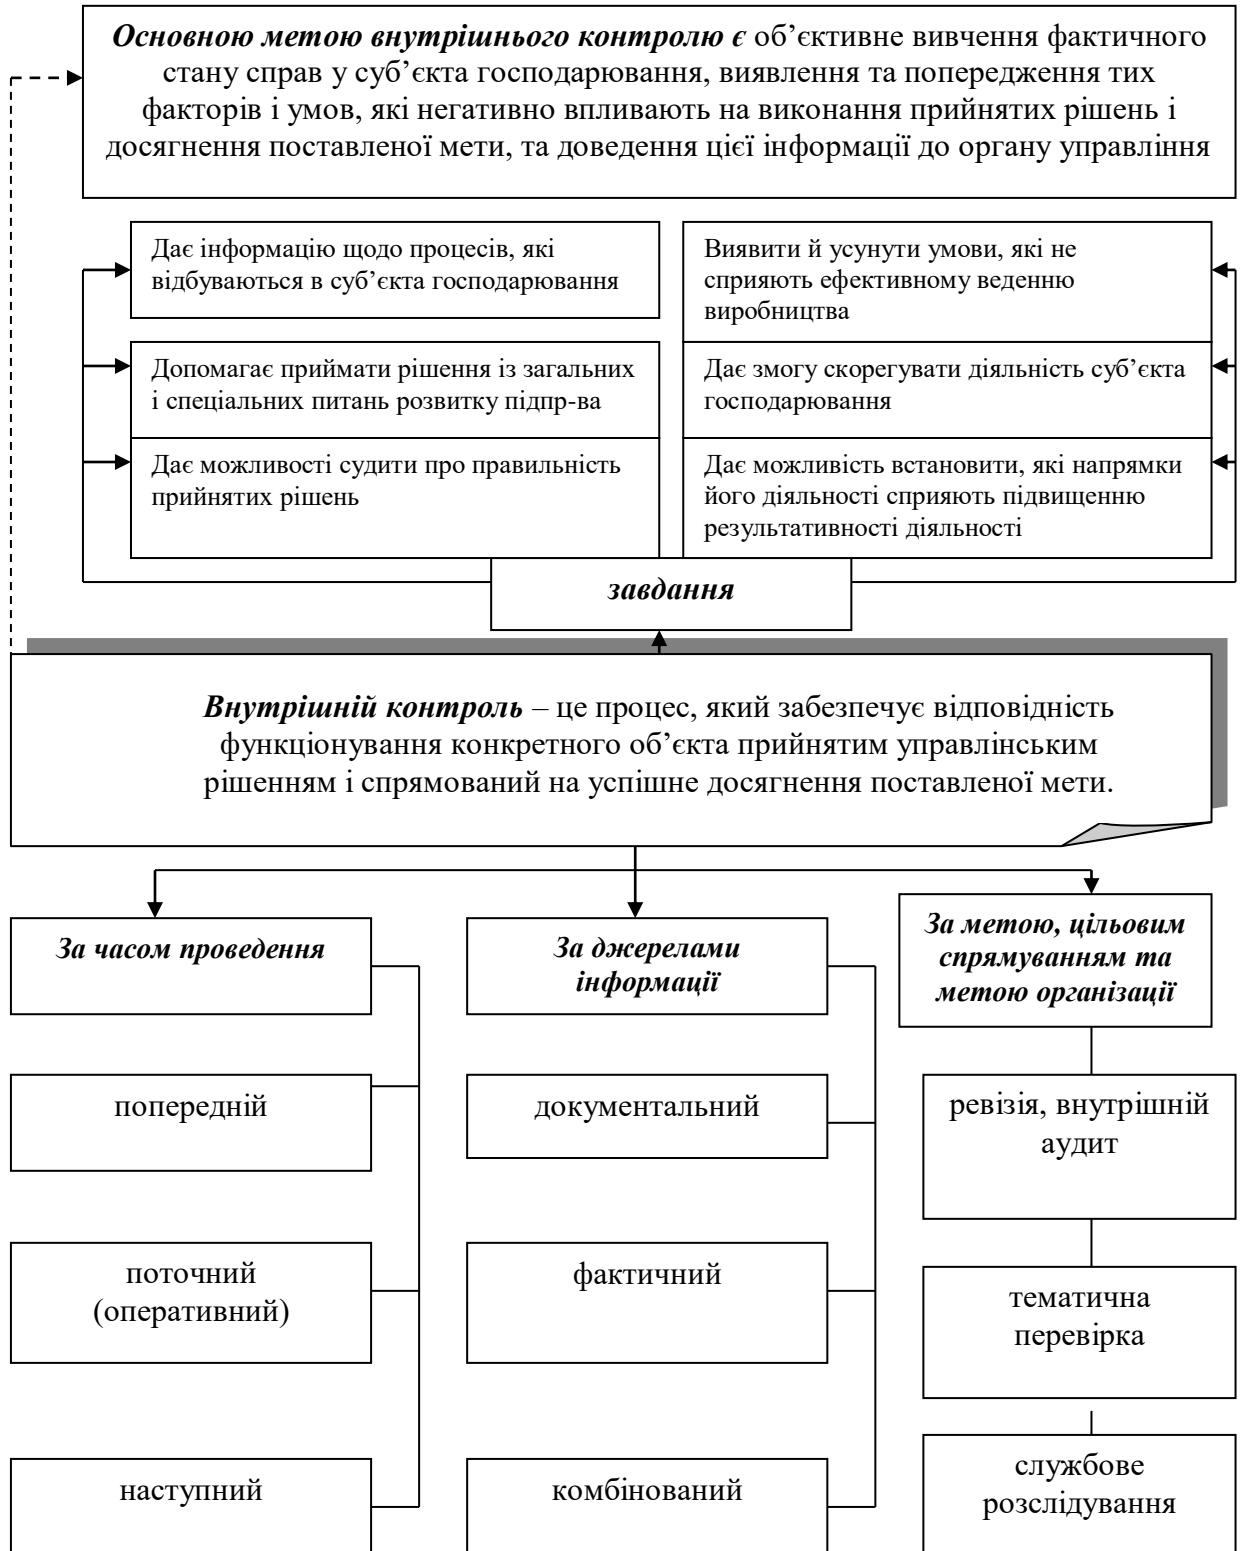 Основною метою внутрішнього контролю є об’єктивне вивчення фактичного
стану справ у суб’єкта господарювання, виявлення та попередження тих
факторів і умов, які негативно впливають на виконання прийнятих рішень і
досягнення поставленої мети, та доведення цієї інформації до органу управління
Дає інформацію щодо процесів, які
відбуваються в суб’єкта господарювання
Виявити й усунути умови, які не
сприяють ефективному веденню
виробництва
Допомагає приймати рішення із загальних
і спеціальних питань розвитку підпр-ва
Дає змогу скорегувати діяльність суб’єкта
господарювання
Дає можливості судити про правильність
прийнятих рішень
Дає можливість встановити, які напрямки
його діяльності сприяють підвищенню
результативності діяльності
завдання
Внутрішній контроль – це процес, який забезпечує відповідність
функціонування конкретного об’єкта прийнятим управлінським
рішенням і спрямований на успішне досягнення поставленої мети.
За часом проведення
За джерелами
інформації
За метою, цільовим
спрямуванням та
метою організації
попередній
документальний
ревізія, внутрішній
аудит
поточний
(оперативний)
фактичний
тематична
перевірка
наступний
комбінований
службове
розслідування